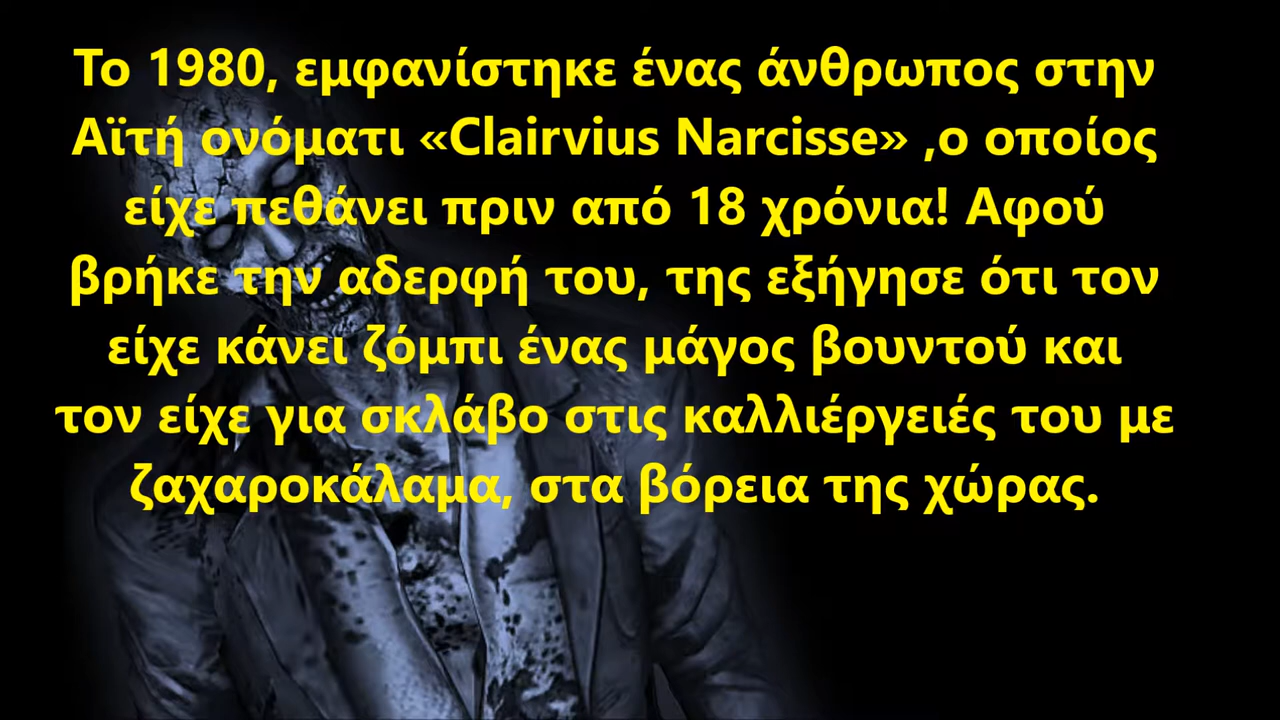 Το 1980, εμφανίστηκε ένας άνθρωπος στην
Αϊτή ονόματι «Clairvius Narcisse» ,ο οποίος
είχε πεθάνει πριν από 18 χρόνια! Αφού
βρήκε την αδερφή του, της εξήγησε ότι τον
είχε κάνει ζόμπι ένας μάγος βουντού και
τον είχε για σκλάβο στις καλλιέργειές του με
ζαχαροκάλαμα, στα βόρεια της χώρας.